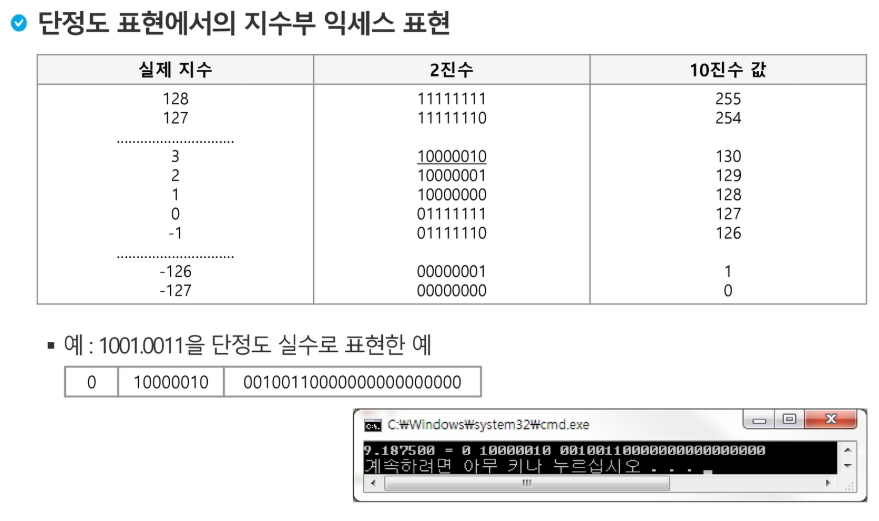 단정도 표현에서의 지수부 익세스 표현
실제 지수 2진수 10진수 값
128 11111111 255
127 11111110 254
..............................
3 10000010 130
2 10000001 129
1 10000000 128
0 01111111 127
-1 01111110 126
..............................
-126 00000001 1
-127 00000000 0
▪ 예 : 1001.0011을 단정도 실수로 표현한 예
0 10000010 00100110000000000000000
C:₩Windows₩system32₩cmd.exe
9.187500 = 0 10000010 00100110000000000000000
계속하려면 아무 키나 누르십시오 . . .